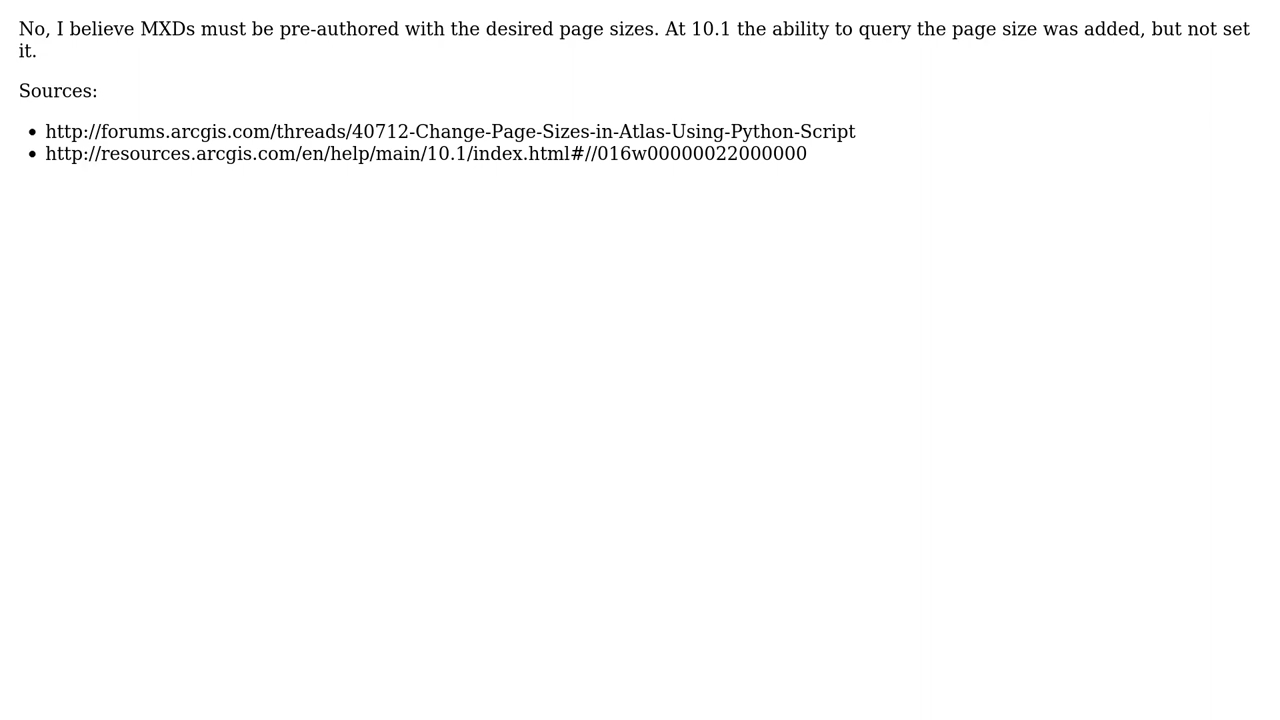 No, I believe MXDs must be pre-authored with the desired page sizes. At 10.1 the ability to query the page size was added, but not set
it.
Sources:
• http://forums.arcgis.com/threads/40712-Change-Page-Sizes-in-Atlas-Using-Python-Script
• http://resources.arcgis.com/en/help/main/10.1/index.html#//016w00000022000000